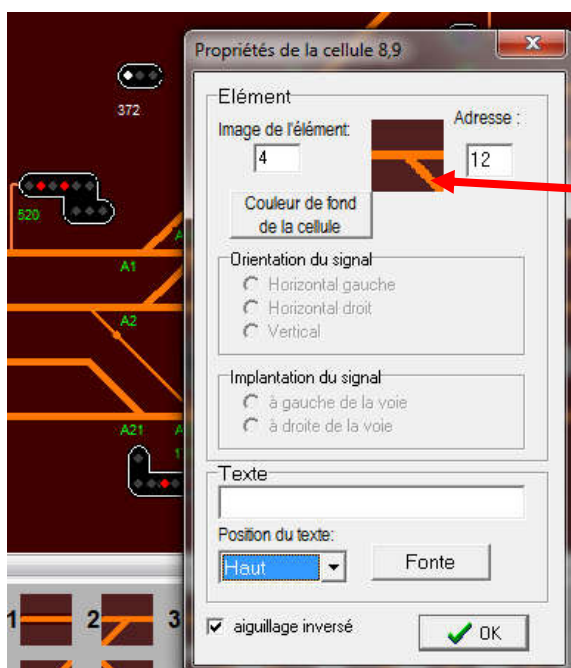 Propriétés de la cellule 8,9
x
372
520
A1
A2
A21
A
1
Elément
Image de l'élément:
Adresse :
4
12
Couleur de fond
de la cellule
Orientation du signal
Horizontal gauche
Horizontal droit
Vertical
Implantation du signal
à gauche de la voie
à droite de la voie
Texte
Position du texte:
Haut
Fonte
aiguillage inversé
OK
1
2
3